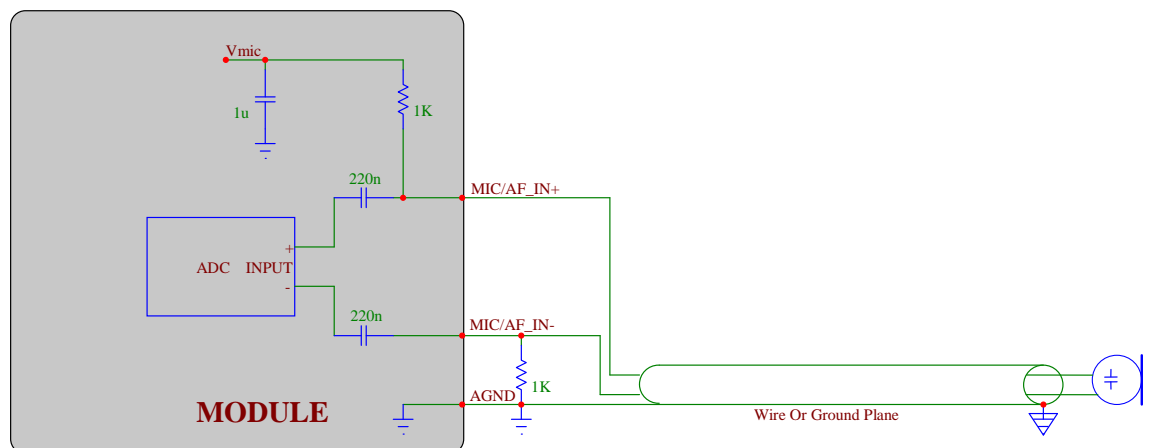 Vmic
1u
1K
220n
MIC/AF_IN+
+
ADC INPUT
-
220n
MIC/AF_IN-
1K
AGND
MODULE
Wire Or Ground Plane